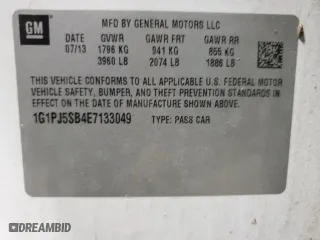 GM
MFD BY GENERAL MOTORS LLC
DATE GVWR GAWR FRT GAWR RR
07/13 1796 KG 941 KG 855 KG
3960 LB 2074 LB 1886 LB
THIS VEHICLE CONFORMS TO ALL APPLICABLE U.S. FEDERAL MOTOR
VEHICLE SAFETY, BUMPER, AND THEFT PREVENTION STANDARDS IN
EFFECT ON THE DATE OF MANUFACTURE SHOWN ABOVE.
1G1PJ5SB4E7133049 TYPE: PASS CAR
DREAMBID